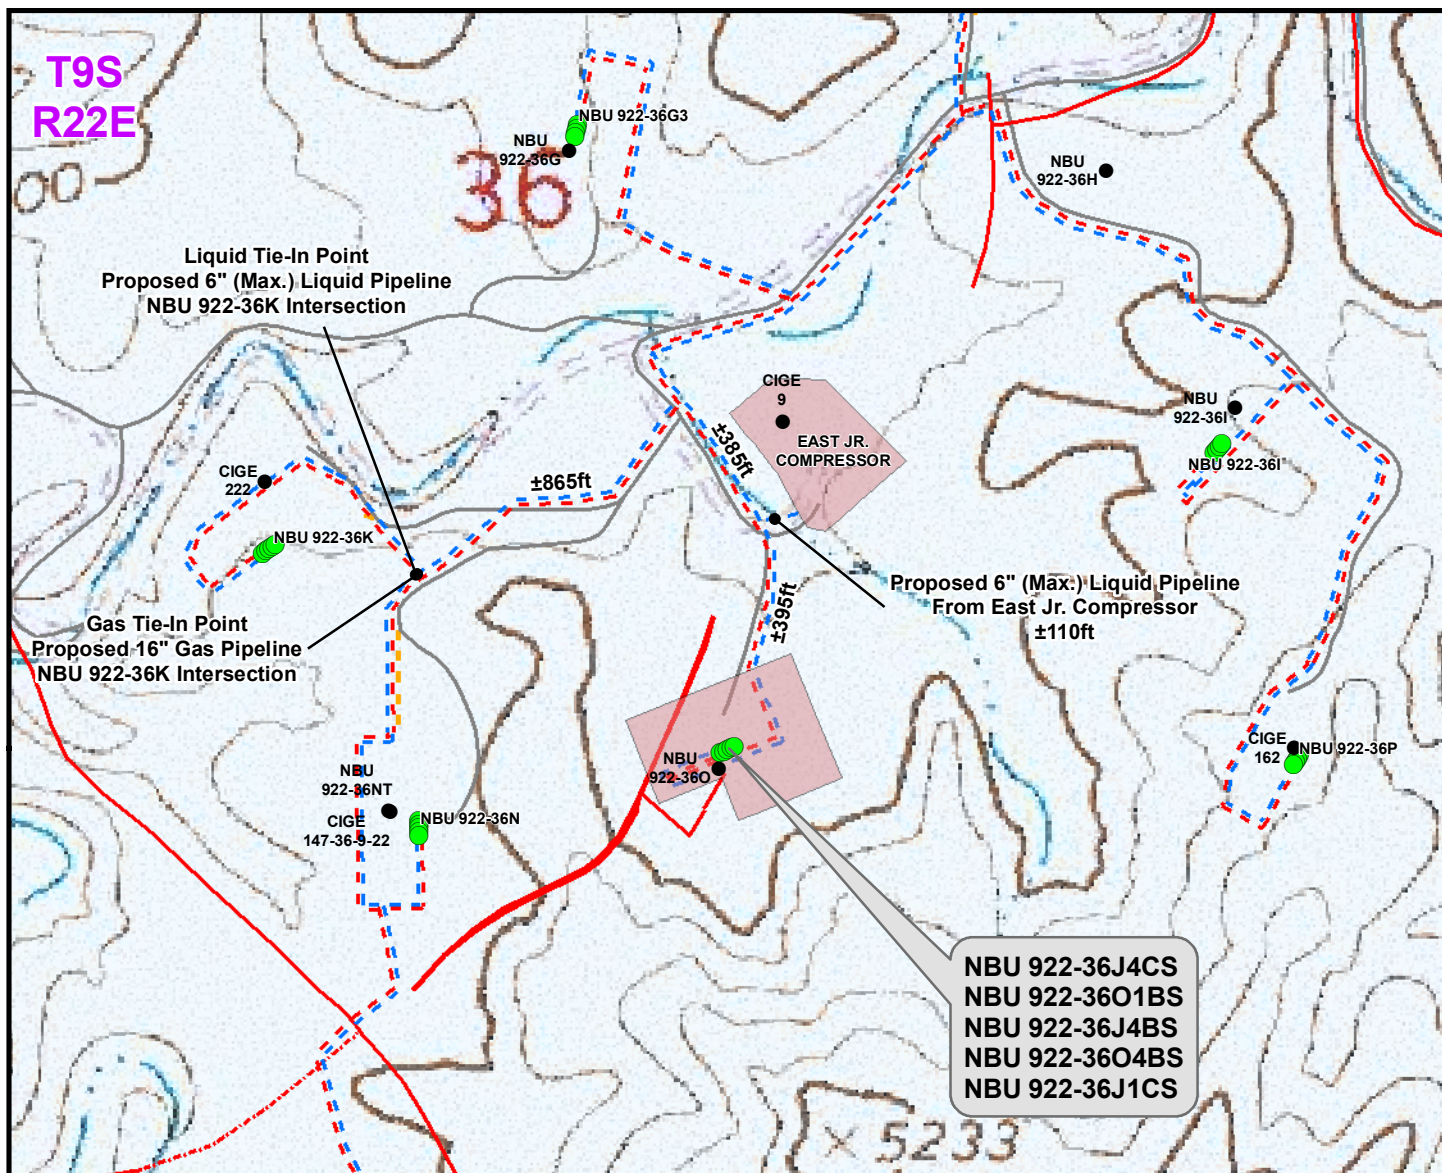 T9S
R22E
NBU 922-36G3
NBU
922-36G
36
NBU
922-36H
00
Liquid Tie-In Point
Proposed 6" (Max.) Liquid Pipeline
NBU 922-36K Intersection
CIGE
9
EAST JR.
COMPRESSOR
NBU
922-36I
NBU 922-36I
±385ft
±865ft
CIGE
222
NBU 922-36K
Proposed 6" (Max.) Liquid Pipeline
From East Jr. Compressor
±110ft
±395ft
Gas Tie-In Point
Proposed 16" Gas Pipeline
NBU 922-36K Intersection
NBU
922-36O
CIGE
162
NBU 922-36P
NBU
922-36NT
CIGE
147-36-9-22
NBU 922-36N
NBU 922-36J4CS
NBU 922-36O1BS
NBU 922-36J4BS
NBU 922-36O4BS
NBU 922-36J1CS
× 5233